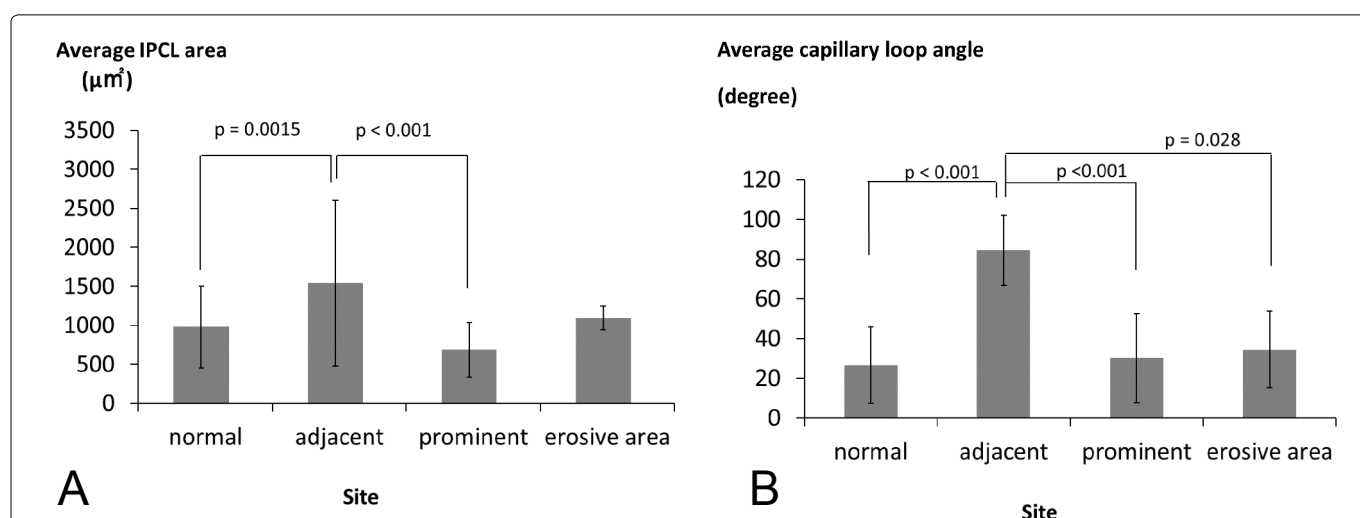 Average IPCL area
(μm²)
p = 0.0015
p < 0.001
3500
3000
2500
2000
1500
1000
500
0
normal
adjacent
prominent
erosive area
A
Site
Average capillary loop angle
(degree)
p = 0.028
p < 0.001
p <0.001
120
100
80
60
40
20
0
normal
adjacent
prominent
erosive area
B
Site